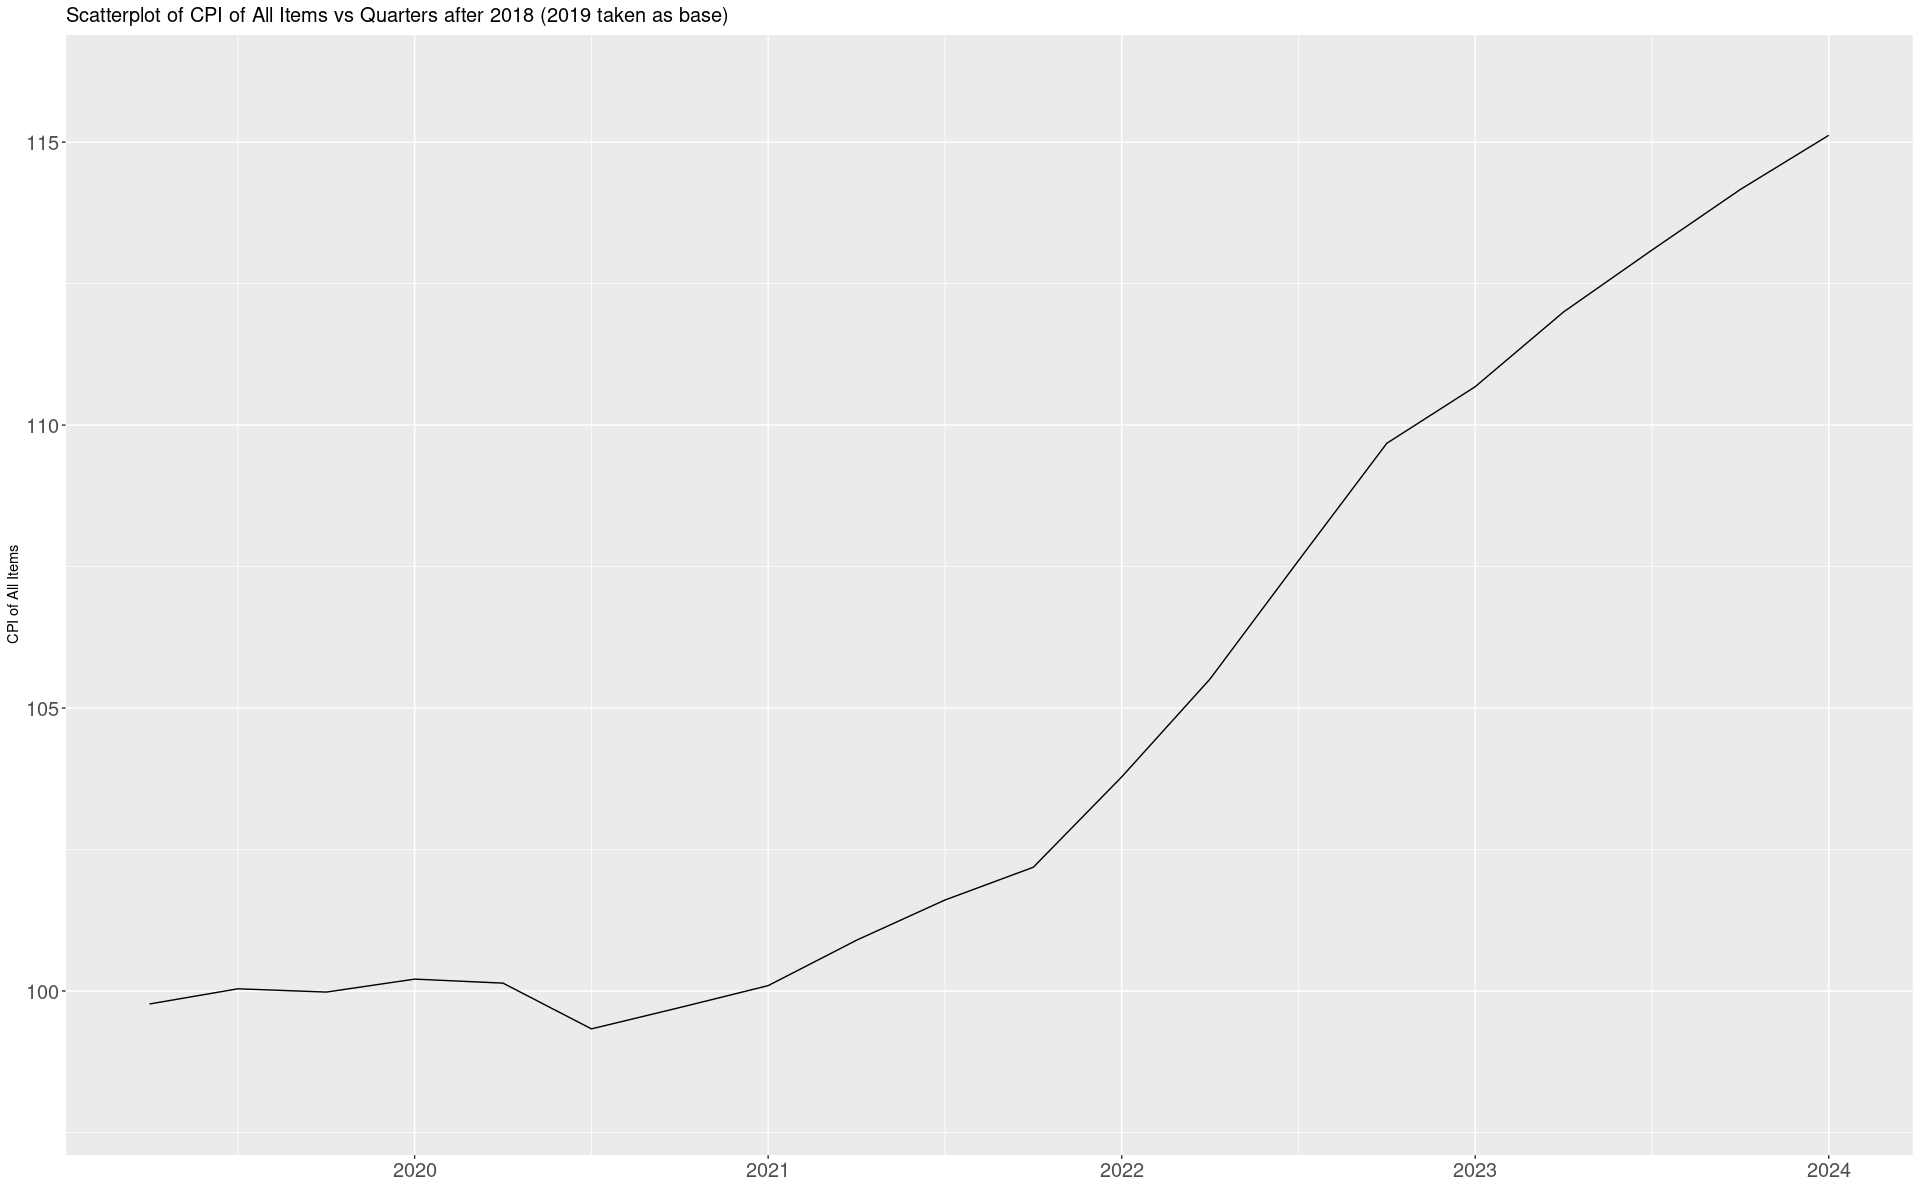 Scatterplot of CPI of All Items vs Quarters after 2018 (2019 taken as base)
CPI of All Items
115
110
105
100
2020 2021 2022 2023 2024